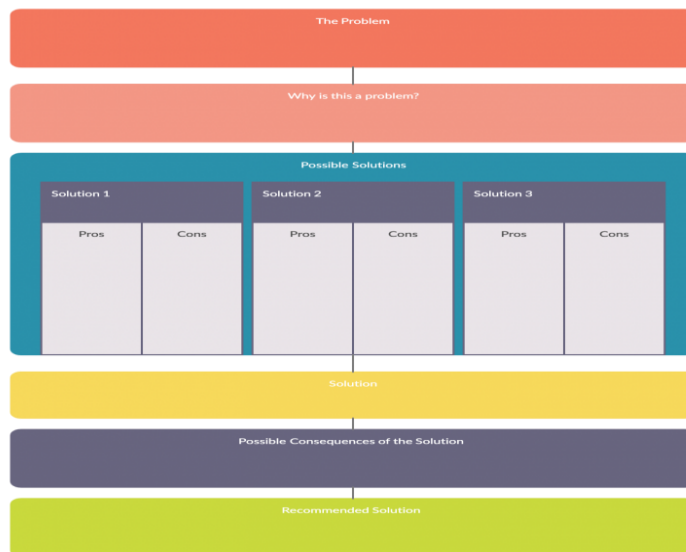 The Problem
Why is this a problem?
Possible Solutions
Solution 1
Solution 2
Solution 3
Pros
Cons
Pros
Cons
Pros
Cons
Solution
Possible Consequences of the Solution
Recommended Solution